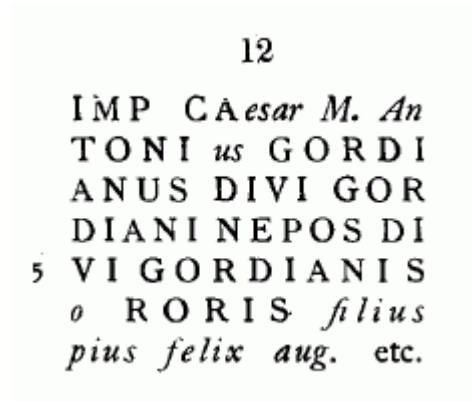 12
IMP CAesar M. An
TONI us GORDI
ANUS DIVI GOR
DIANI NEPOS DI
5 VI GORDIANI S
o RORIS filius
pius felix aug. etc.